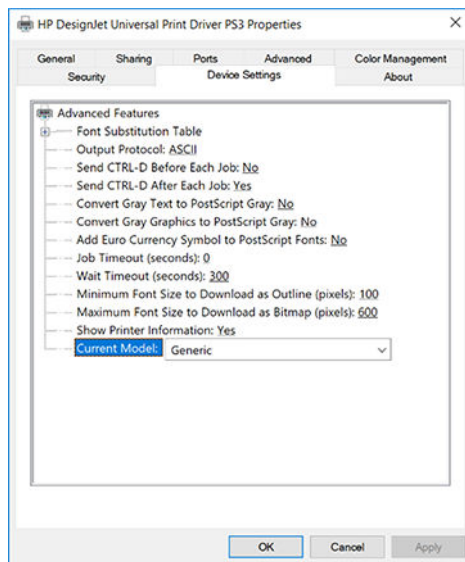 HP DesignJet Universal Print Driver PS3 Properties
General Sharing Ports Advanced Color Management
Security Device Settings About
Advanced Features
Font Substitution Table
Output Protocol: ASCII
Send CTRL-D Before Each Job: No
Send CTRL-D After Each Job: Yes
Convert Gray Text to PostScript Gray: No
Convert Gray Graphics to PostScript Gray: No
Add Euro Currency Symbol to PostScript Fonts: No
Job Timeout (seconds): 0
Wait Timeout (seconds): 300
Minimum Font Size to Download as Outline (pixels): 100
Maximum Font Size to Download as Bitmap (pixels): 600
Show Printer Information: Yes
Current Model: Generic
OK Cancel Apply